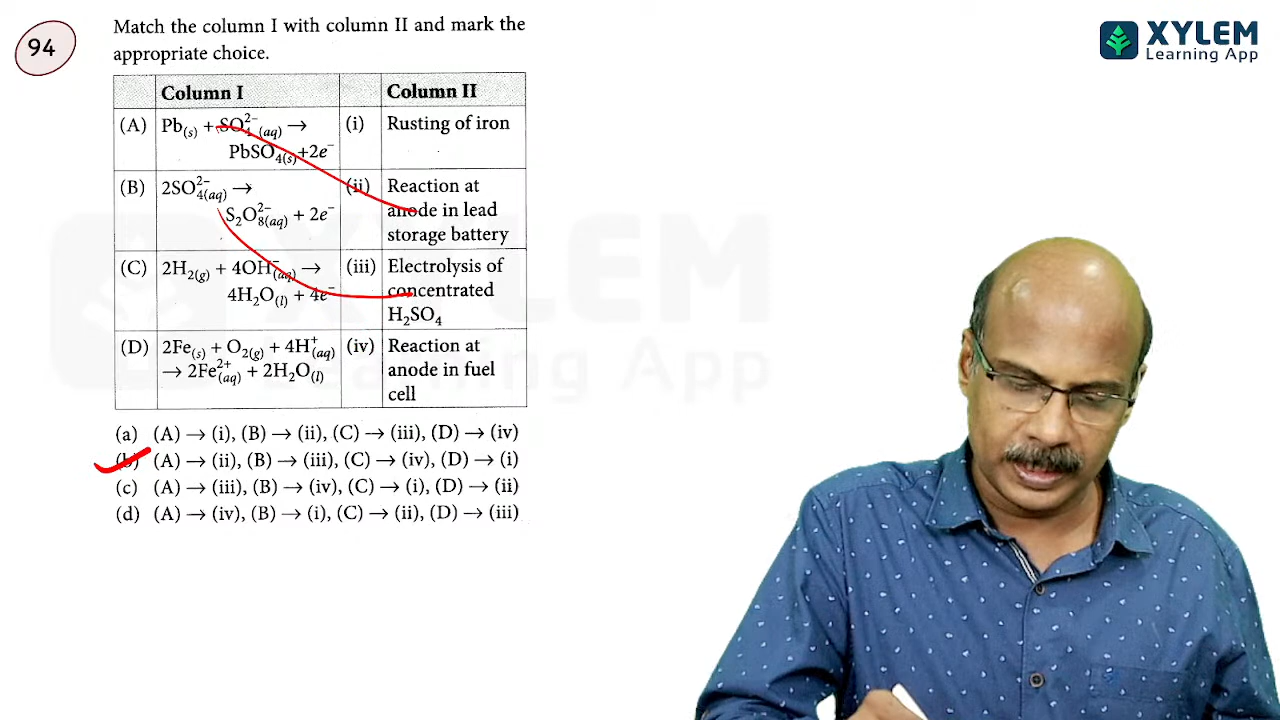 94
Match the column I with column II and mark the
appropriate choice.
XYLEM
Learning App
Column I Column II
(A) Pb(s) + SO₄²⁻(aq) → (i) Rusting of iron
PbSO₄(s)+2e⁻
(B) 2SO₄²⁻(aq) → (ii) Reaction at
S₂O₈²⁻(aq) + 2e⁻ anode in lead
storage battery
(C) 2H₂(g) + 4OH⁻(aq) → (iii) Electrolysis of
4H₂O(l) + 4e⁻ concentrated
H₂SO₄
(D) 2Fe(s) + O₂(g) + 4H⁺(aq) (iv) Reaction at
→ 2Fe²⁺(aq) + 2H₂O(l) anode in fuel
cell
(a) (A) → (i), (B) → (ii), (C) → (iii), (D) → (iv)
(b) (A) → (ii), (B) → (iii), (C) → (iv), (D) → (i)
(c) (A) → (iii), (B) → (iv), (C) → (i), (D) → (ii)
(d) (A) → (iv), (B) → (i), (C) → (ii), (D) → (iii)
XYLEM
Learning App